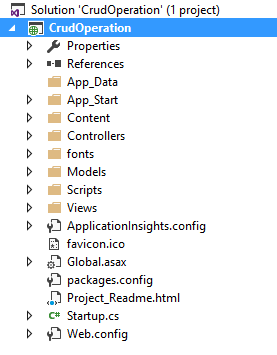 Solution 'CrudOperation' (1 project)
CrudOperation
Properties
References
App_Data
App_Start
Content
Controllers
fonts
Models
Scripts
Views
ApplicationInsights.config
favicon.ico
Global.asax
packages.config
Project_Readme.html
C# Startup.cs
Web.config